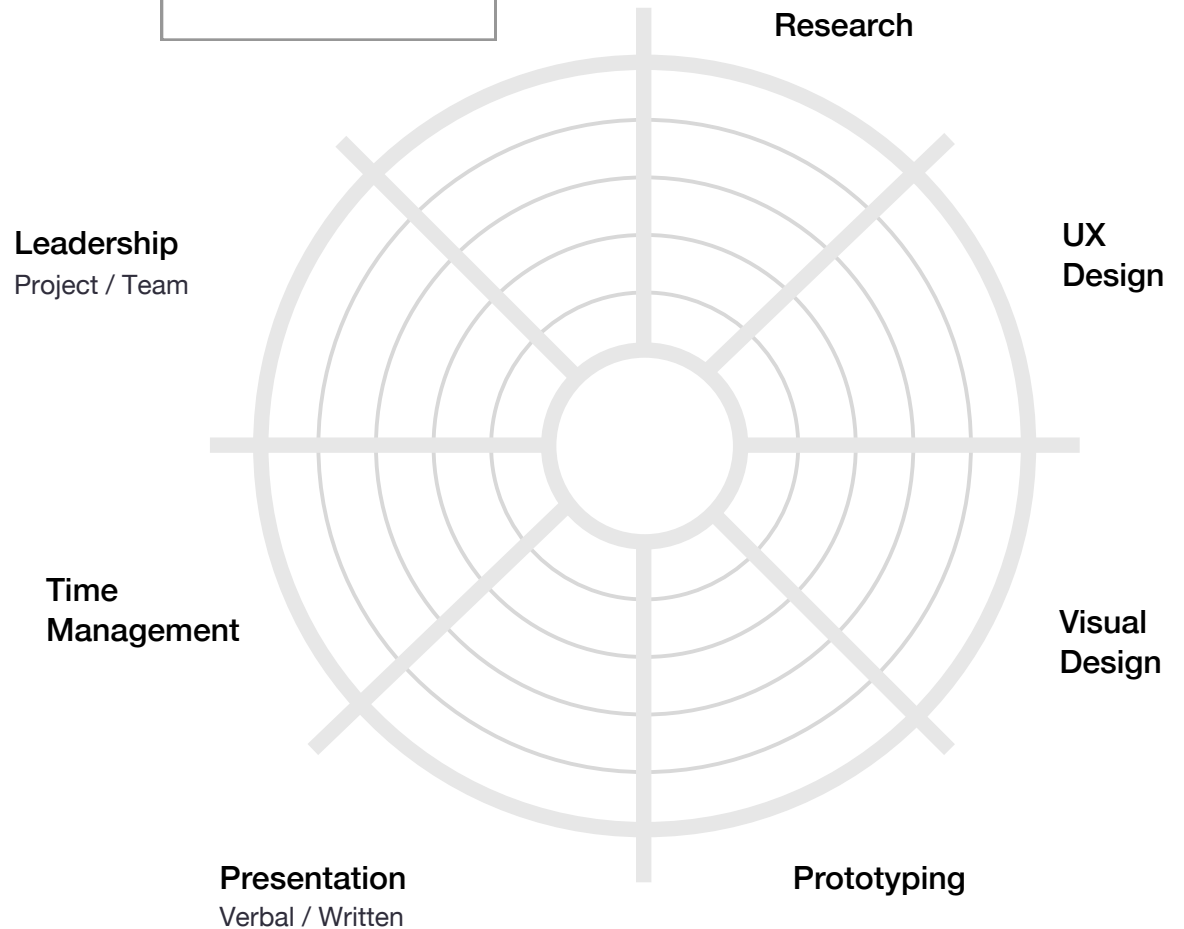 Research
UX
Design
Leadership
Project / Team
Time
Management
Visual
Design
Presentation
Verbal / Written
Prototyping